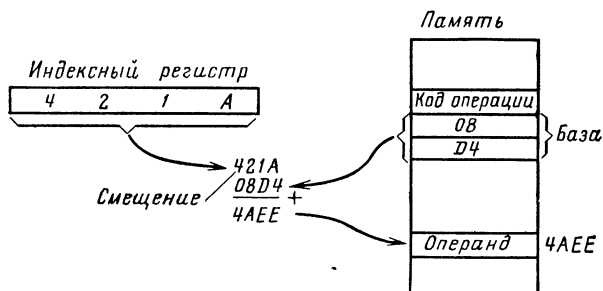 Память
Индексный регистр
4 2 1 A
Код операции
08
D4
База
421A
Смещение
08D4 +
4AEE
Операнд
4AEE